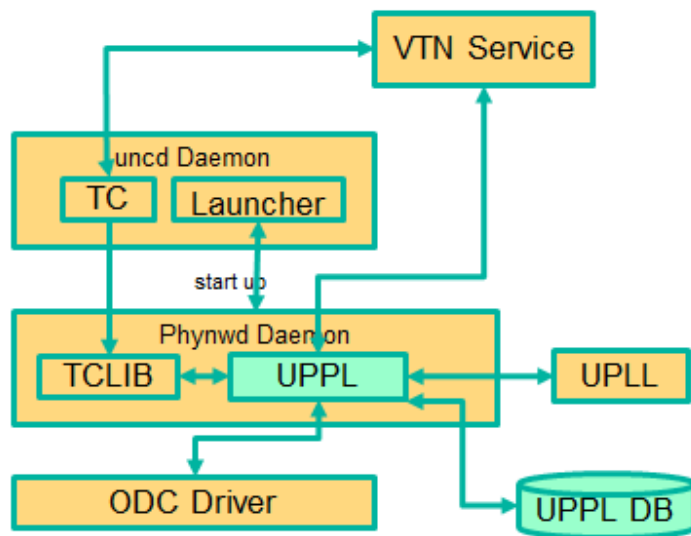 VTN Service
uncd Daemon
TC
Launcher
start up
Phynwd Daemon
TCLIB
UPPL
UPLL
ODC Driver
UPPL DB